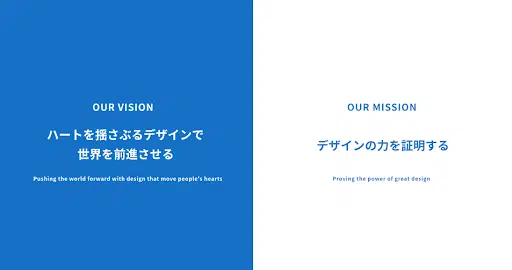 OUR VISION
ハートを揺さぶるデザインで
世界を前進させる
Pushing the world forward with design that move people's hearts
OUR MISSION
デザインの力を証明する
Proving the power of great design